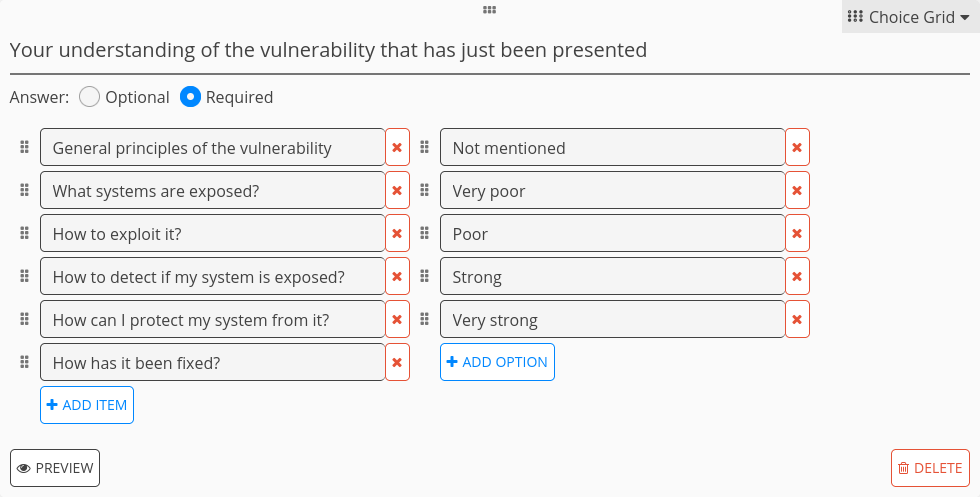 Choice Grid
Your understanding of the vulnerability that has just been presented
Answer: Optional Required
General principles of the vulnerability
Not mentioned
What systems are exposed?
Very poor
How to exploit it?
Poor
How to detect if my system is exposed?
Strong
How can I protect my system from it?
Very strong
How has it been fixed?
ADD OPTION
ADD ITEM
PREVIEW
DELETE